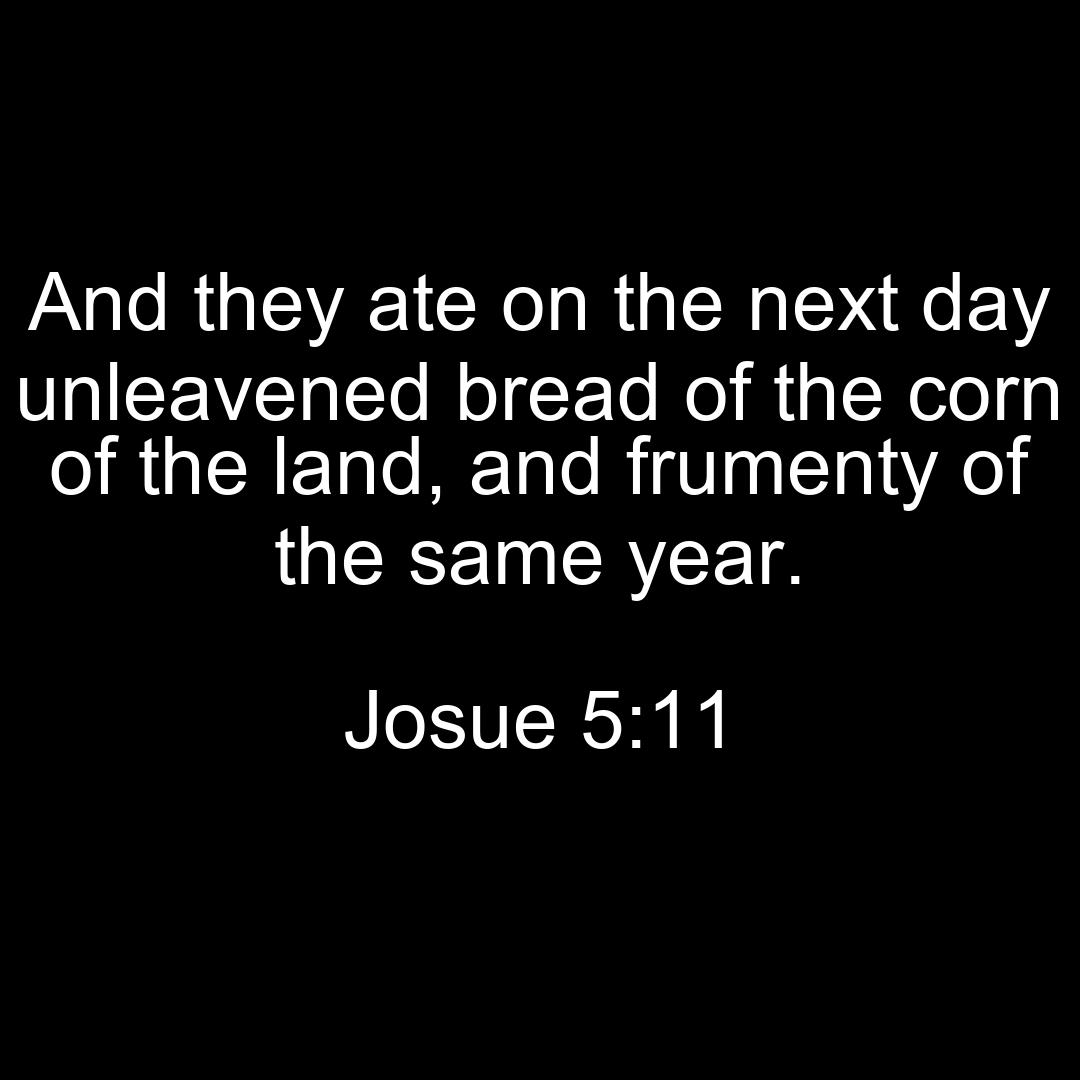 And they ate on the next day
unleavened bread of the corn
of the land, and frumenty of
the same year.
Josue 5:11